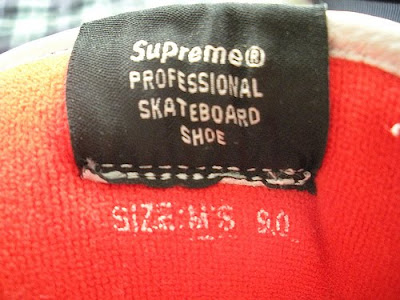 Supreme®
PROFESSIONAL
SKATEBOARD
SHOE
SIZE: M'S 9.0